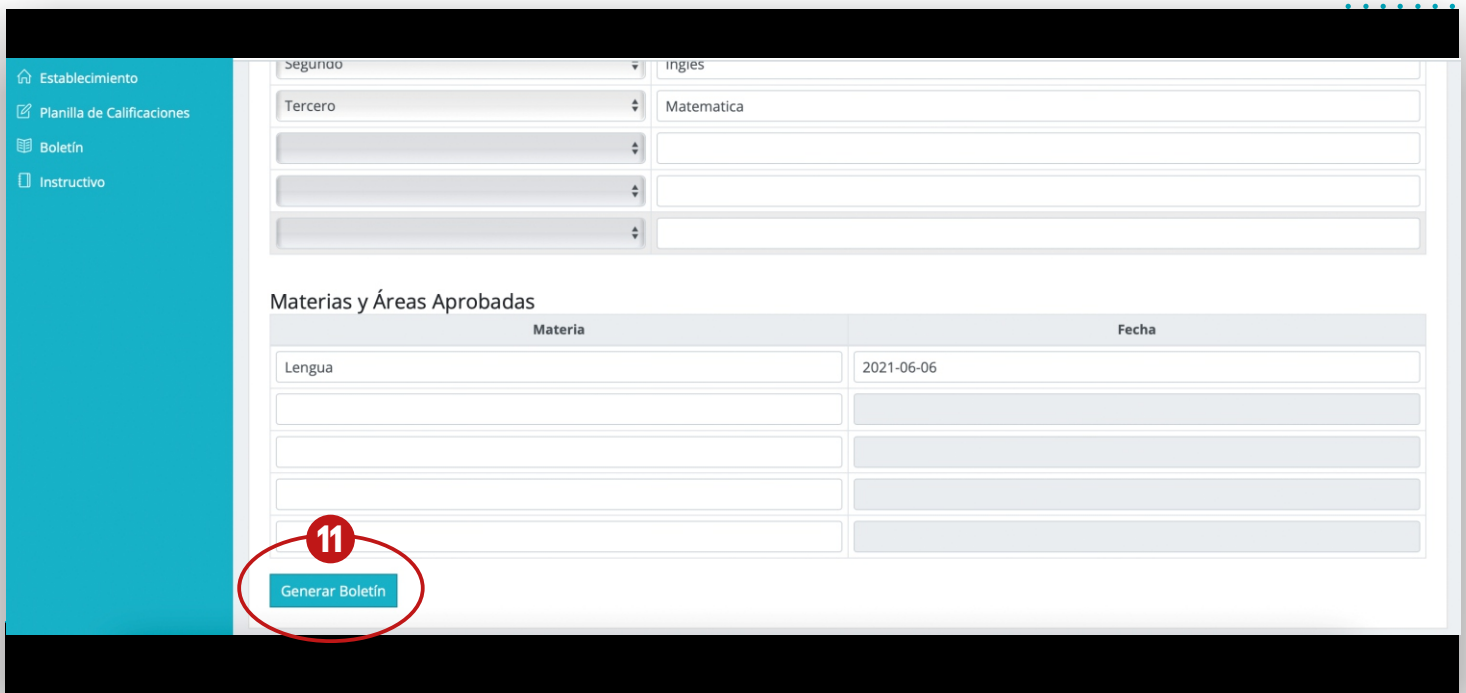 Establecimiento
Planilla de Calificaciones
Boletín
Instructivo
Segundo Ingles
Tercero Matematica
Materias y Áreas Aprobadas
Materia Fecha
Lengua 2021-06-06
11
Generar Boletín